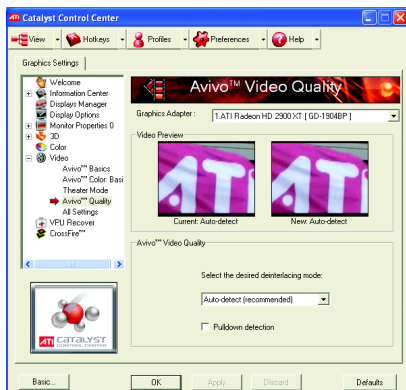 ATI Catalyst Control Center
View
Hotkeys
Profiles
Preferences
Help
Graphics Settings
Welcome
Information Center
Displays Manager
Display Options
Monitor Properties 0
3D
Color
Video
Avivo™ Basics
Avivo™ Color: Basi
Theater Mode
Avivo™ Quality
All Settings
VPU Recover
CrossFire™
Avivo™ Video Quality
Graphics Adapter :
1.ATI Radeon HD 2900 XT [ GD-1904BP ]
Video Preview
ATI
ATI
Current: Auto-detect
New: Auto-detect
Avivo™ Video Quality
Select the desired deinterlacing mode:
Auto-detect (recommended)
Pulldown detection
ATI CATALYST
CONTROL CENTER
Basic...
OK
Apply
Discard
Defaults